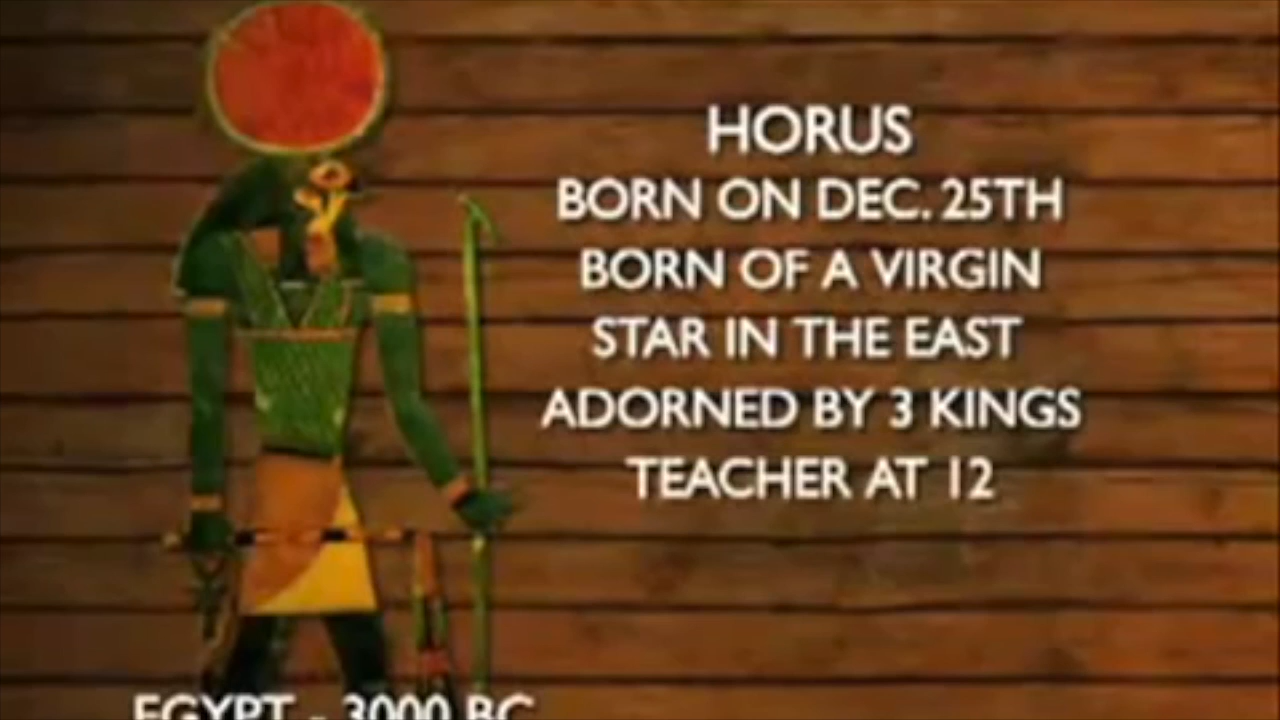 HORUS
BORN ON DEC. 25TH
BORN OF A VIRGIN
STAR IN THE EAST
ADORNED BY 3 KINGS
TEACHER AT 12
EGYPT - 3000 BC